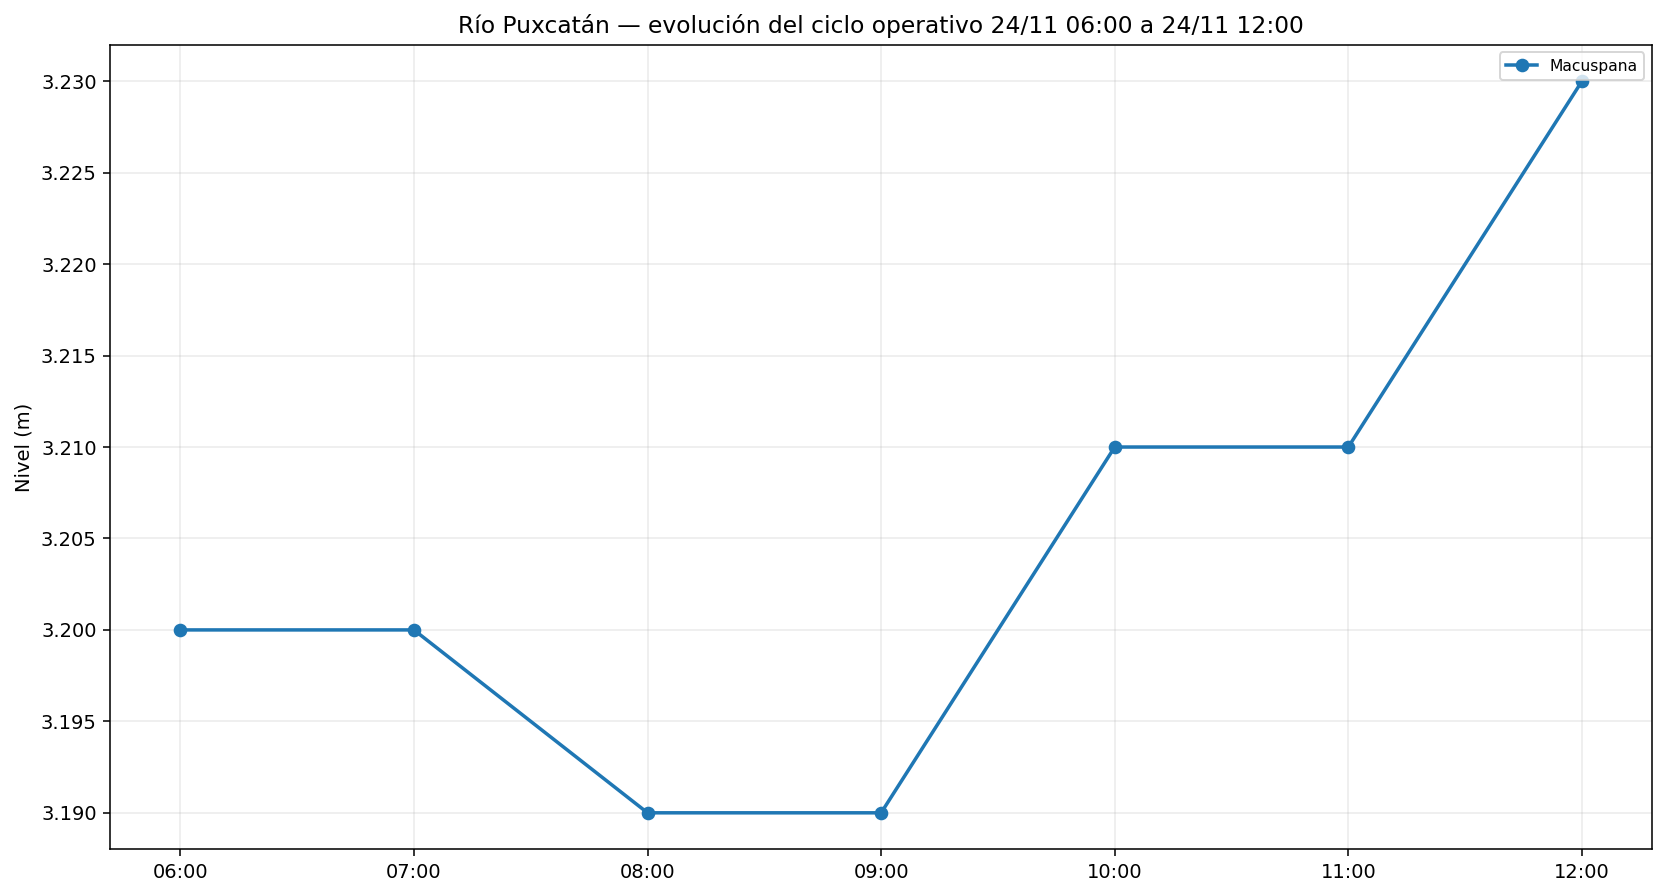 Río Puxcatán — evolución del ciclo operativo 24/11 06:00 a 24/11 12:00
Macuspana
Nivel (m)
3.230
3.225
3.220
3.215
3.210
3.205
3.200
3.195
3.190
06:00 07:00 08:00 09:00 10:00 11:00 12:00